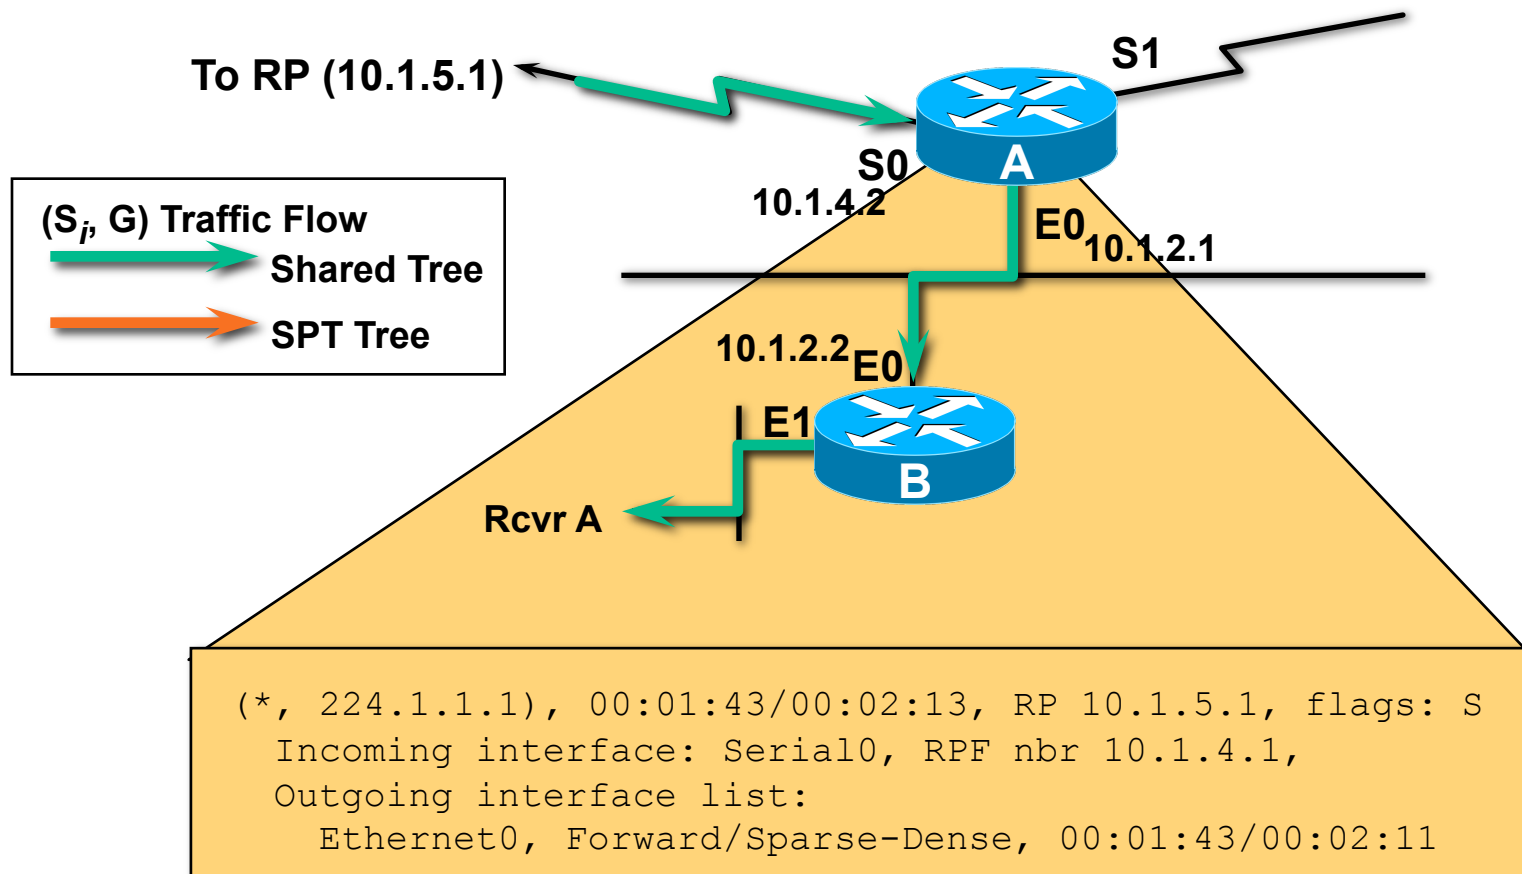 To RP (10.1.5.1)
S1
A
S0
10.1.4.2
E0
10.1.2.1
(Si, G) Traffic Flow
Shared Tree
SPT Tree
10.1.2.2
E0
E1
B
Rcvr A
(*, 224.1.1.1), 00:01:43/00:02:13, RP 10.1.5.1, flags: S
Incoming interface: Serial0, RPF nbr 10.1.4.1,
Outgoing interface list:
Ethernet0, Forward/Sparse-Dense, 00:01:43/00:02:11